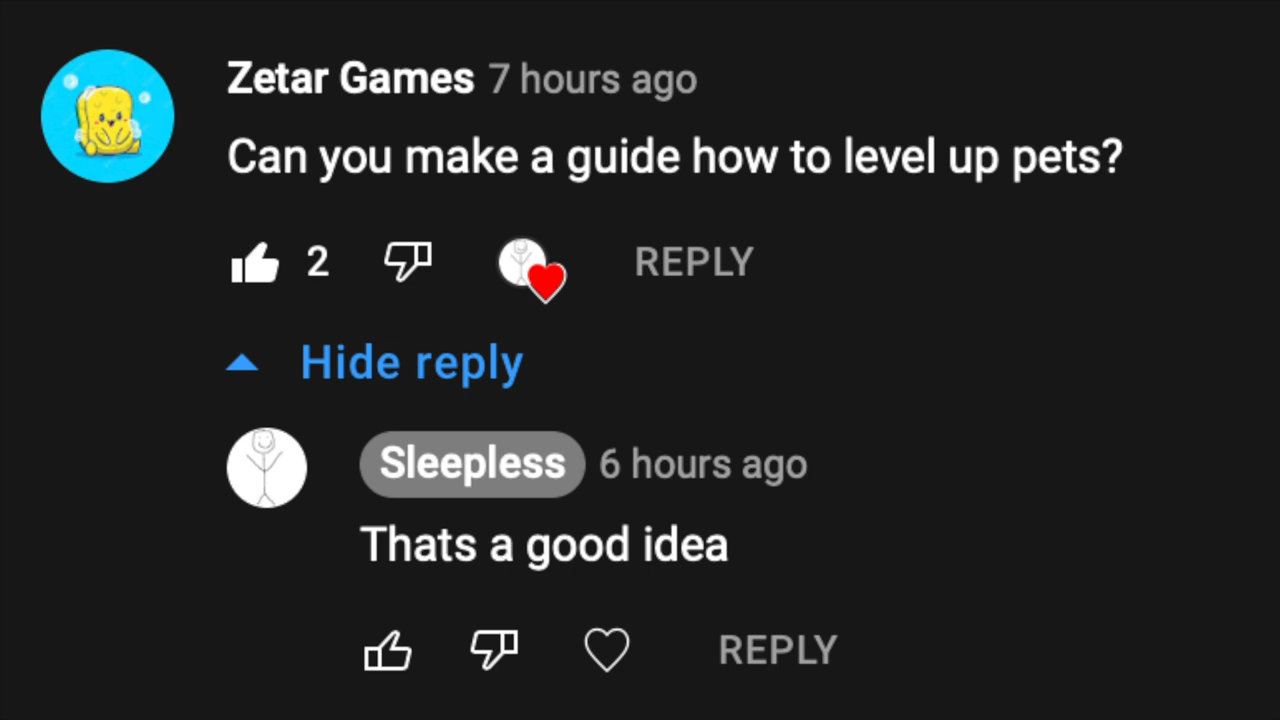 Zetar Games 7 hours ago
Can you make a guide how to level up pets?
2 REPLY
Hide reply
Sleepless 6 hours ago
Thats a good idea
REPLY